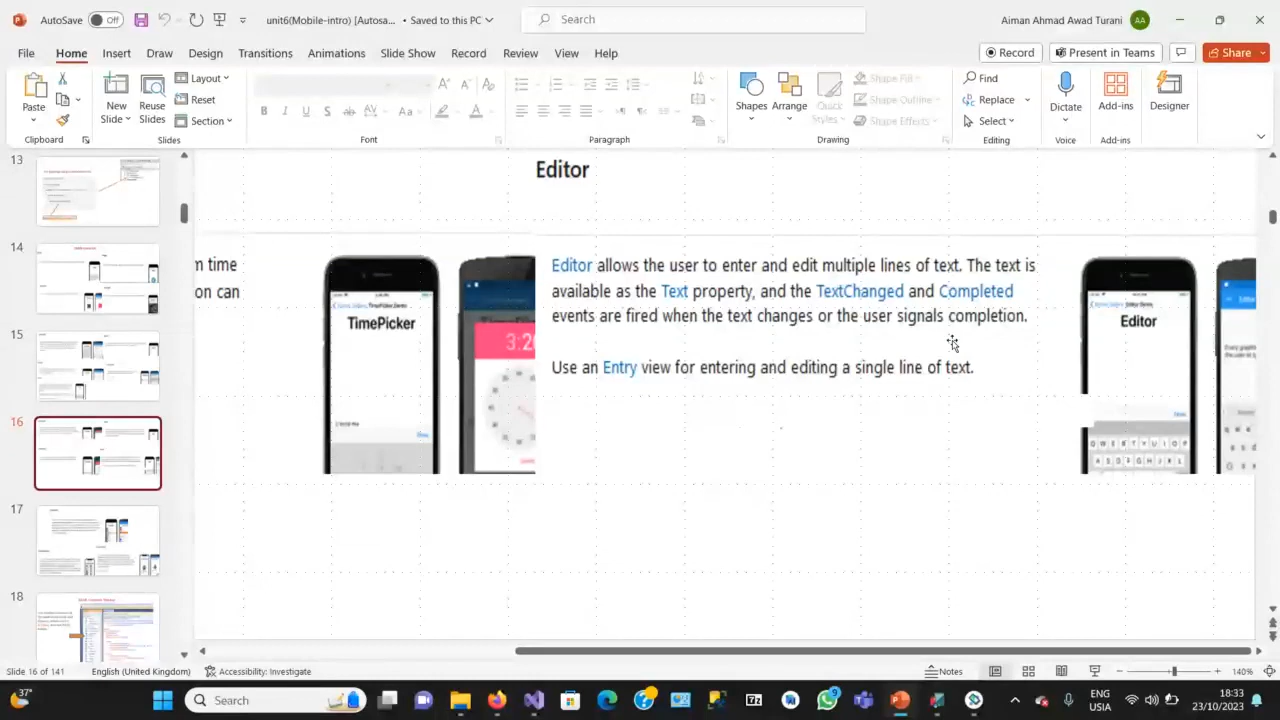 AutoSave
Off
unit6(Mobile-intro) [Autosa... • Saved to this PC
Search
Aiman Ahmad Awad Turani
AA
File
Home
Insert
Draw
Design
Transitions
Animations
Slide Show
Record
Review
View
Help
Record
Present in Teams
Share
Paste
New
Slide
Reuse
Slides
Layout
Reset
Section
Shapes
Arrange
Quick
Styles
Shape Fill
Shape Outline
Shape Effects
Find
Replace
Select
Dictate
Add-ins
Designer
Clipboard
Slides
Font
Paragraph
Drawing
Editing
Voice
Add-ins
13
14
15
16
17
18
Editor
m time
on can
TimePicker
3:20
Editor allows the user to enter and edit multiple lines of text. The text is
available as the Text property, and the TextChanged and Completed
events are fired when the text changes or the user signals completion.
Use an Entry view for entering and editing a single line of text.
Editor
Slide 16 of 141
English (United Kingdom)
Accessibility: Investigate
Notes
140%
37°
Search
9
ENG
USIA
18:33
23/10/2023